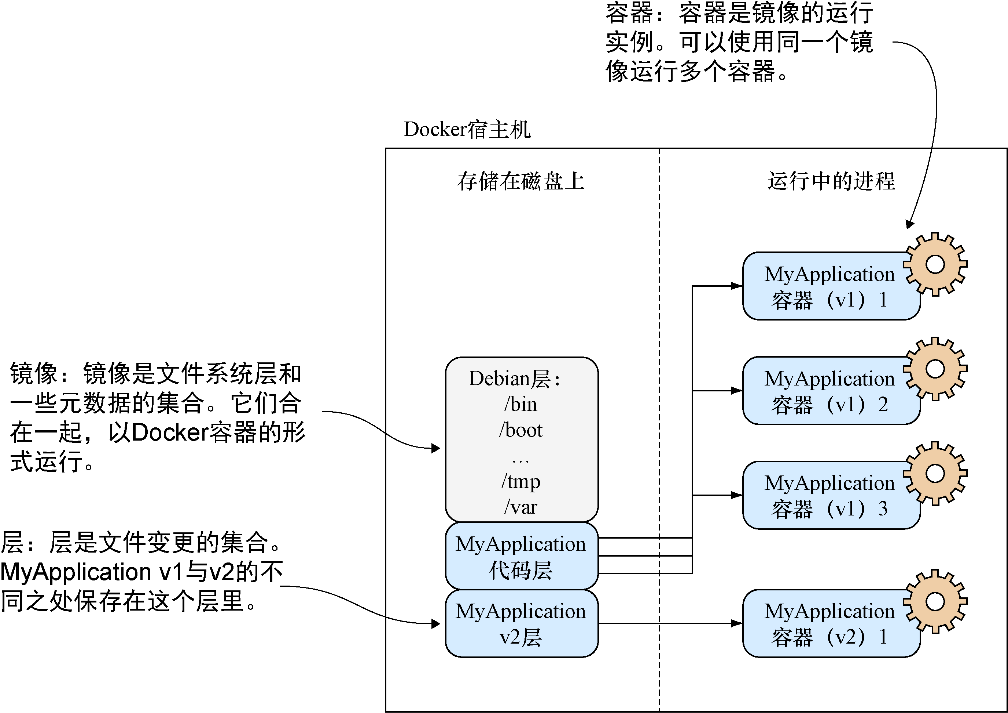 容器：容器是镜像的运行
实例。可以使用同一个镜
像运行多个容器。
Docker宿主机
存储在磁盘上
运行中的进程
MyApplication
容器（v1）1
镜像：镜像是文件系统层和
一些元数据的集合。它们合
在一起，以Docker容器的形
式运行。
Debian层：
/bin
/boot
…
/tmp
/var
MyApplication
容器（v1）2
MyApplication
容器（v1）3
层：层是文件变更的集合。
MyApplication v1与v2的不
同之处保存在这个层里。
MyApplication
代码层
MyApplication
v2层
MyApplication
容器（v2）1